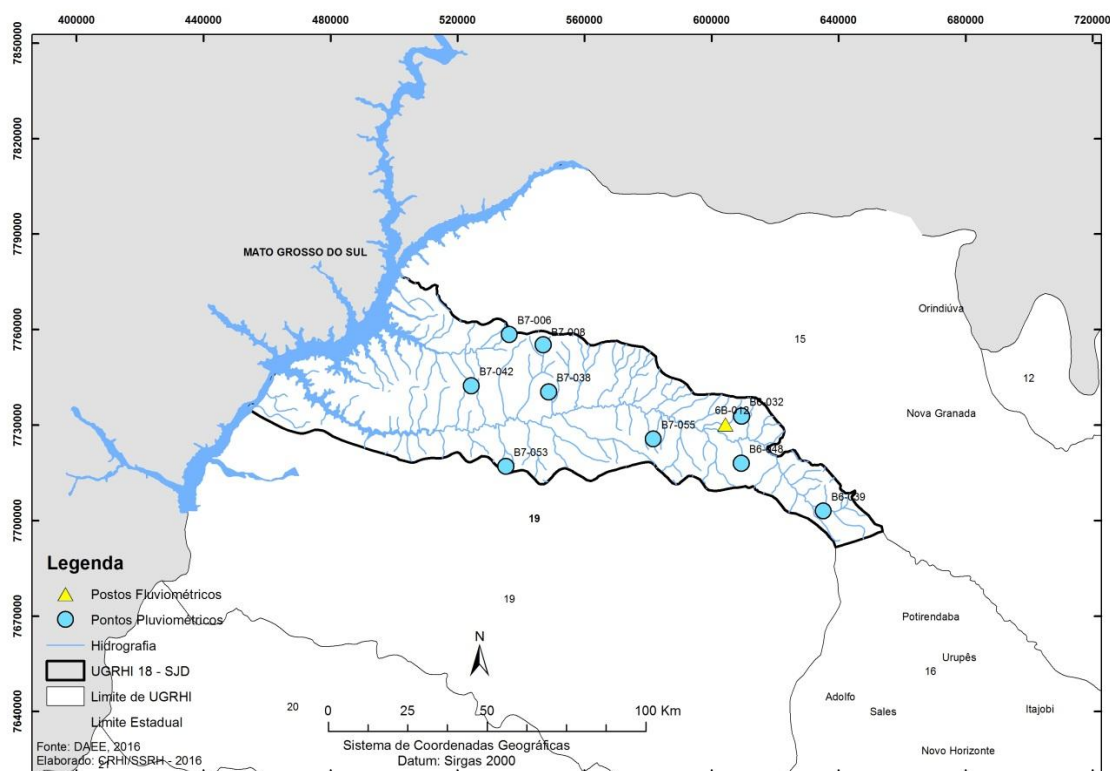 400000 440000 480000 520000 560000 600000 640000 680000 720000
7850000
7820000
7790000
7760000
7730000
7700000
7670000
7640000
MATO GROSSO DO SUL
Orindiúva
15
12
Nova Granada
B7-006
B7-008
B7-042
B7-038
B6-032
6B-012
B7-055
B6-048
B7-053
B6-039
19
19
Potirendaba
Urupês
16
Adolfo
Sales
Itajobi
Novo Horizonte
20
21
Legenda
Postos Fluviométricos
Pontos Pluviométricos
Hidrografia
UGRHI 18 - SJD
Limite de UGRHI
Limite Estadual
Fonte: DAEE, 2016
Elaborado: CRHI/SSRH - 2016
N
0 25 50 100 Km
Sistema de Coordenadas Geográficas
Datum: Sirgas 2000